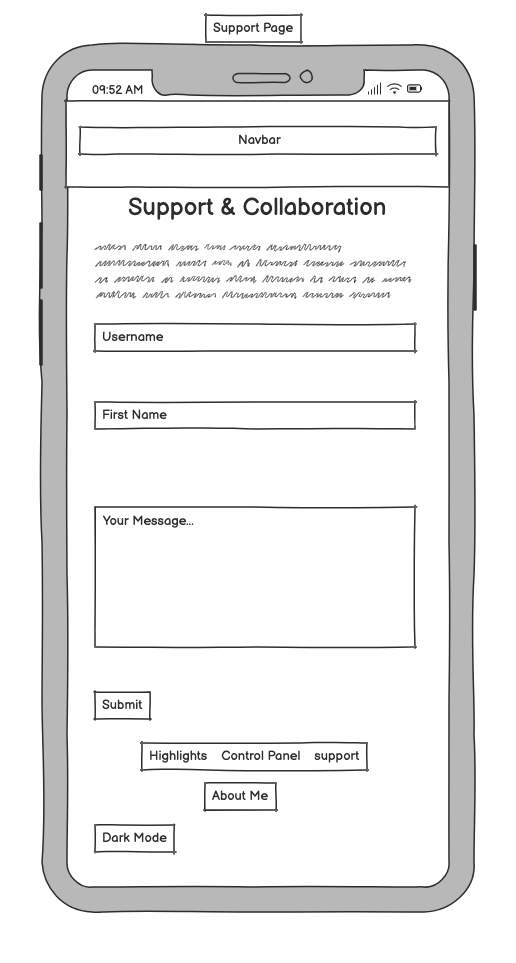 Support Page
09:52 AM
Navbar
Support & Collaboration
Username
First Name
Your Message...
Submit
Highlights Control Panel support
About Me
Dark Mode